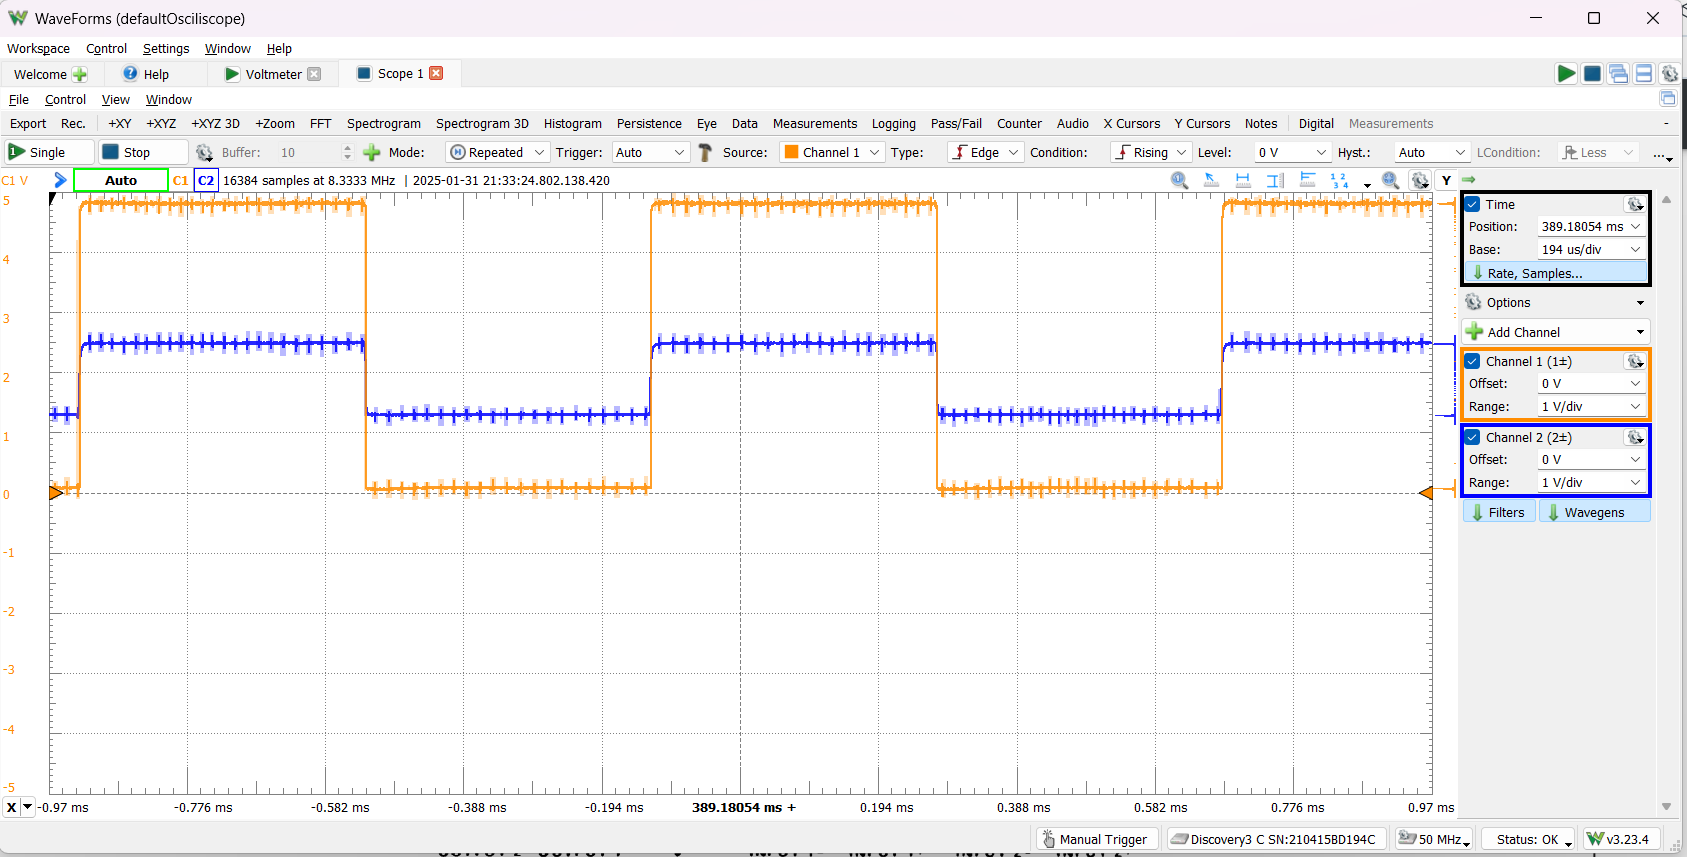 WaveForms (defaultOsciliscope)
Workspace Control Settings Window Help
Welcome Help Voltmeter Scope 1
File Control View Window
Export Rec. +XY +XYZ +XYZ 3D +Zoom FFT Spectrogram Spectrogram 3D Histogram Persistence Eye Data Measurements Logging Pass/Fail Counter Audio X Cursors Y Cursors Notes Digital Measurements -
Single Stop Buffer: 10 Mode: Repeated Trigger: Auto Source: Channel 1 Type: Edge Condition: Rising Level: 0 V Hyst.: Auto LCondition: Less ...
C1 V Auto C1 C2 16384 samples at 8.3333 MHz | 2025-01-31 21:33:24.802.138.420 Y
5
4
3
2
1
0
-1
-2
-3
-4
-5
X -0.97 ms -0.776 ms -0.582 ms -0.388 ms -0.194 ms 389.18054 ms + 0.194 ms 0.388 ms 0.582 ms 0.776 ms 0.97 ms
Time
Position: 389.18054 ms
Base: 194 us/div
Rate, Samples...
Options
Add Channel
Channel 1 (1±)
Offset: 0 V
Range: 1 V/div
Channel 2 (2±)
Offset: 0 V
Range: 1 V/div
Filters Wavegens
Manual Trigger Discovery3 C SN:210415BD194C 50 MHz Status: OK v3.23.4